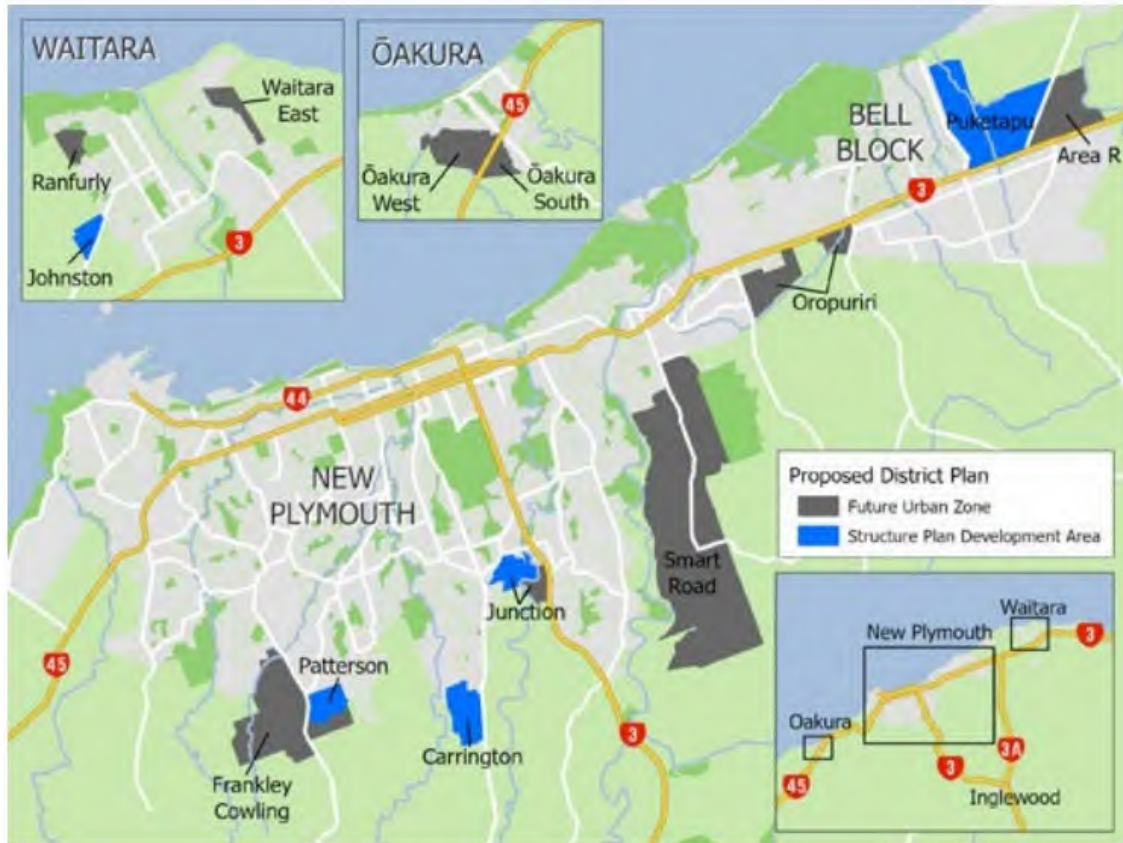 WAITARA
Waitara
East
Ranfurly
Johnston
3
ŌAKURA
45
Ōakura
West
Ōakura
South
BELL
BLOCK
Puketapu
Area R
3
Oropuriri
44
NEW
PLYMOUTH
Smart
Road
Junction
45
Patterson
Carrington
3
Frankley
Cowling
Proposed District Plan
Future Urban Zone
Structure Plan Development Area
Waitara
New Plymouth
3
Oakura
3A
45
3
Inglewood